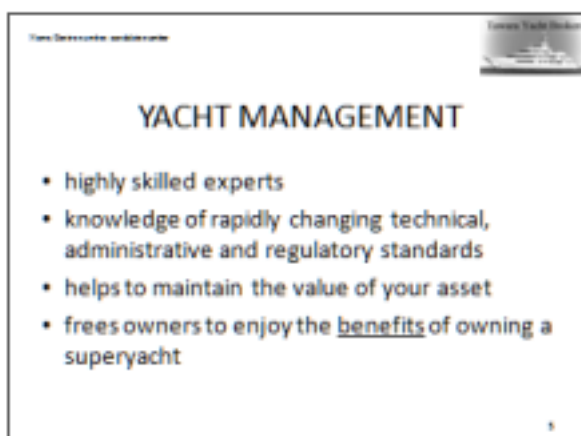 YACHT MANAGEMENT
• highly skilled experts
• knowledge of rapidly changing technical,
administrative and regulatory standards
• helps to maintain the value of your asset
• frees owners to enjoy the benefits of owning a
superyacht